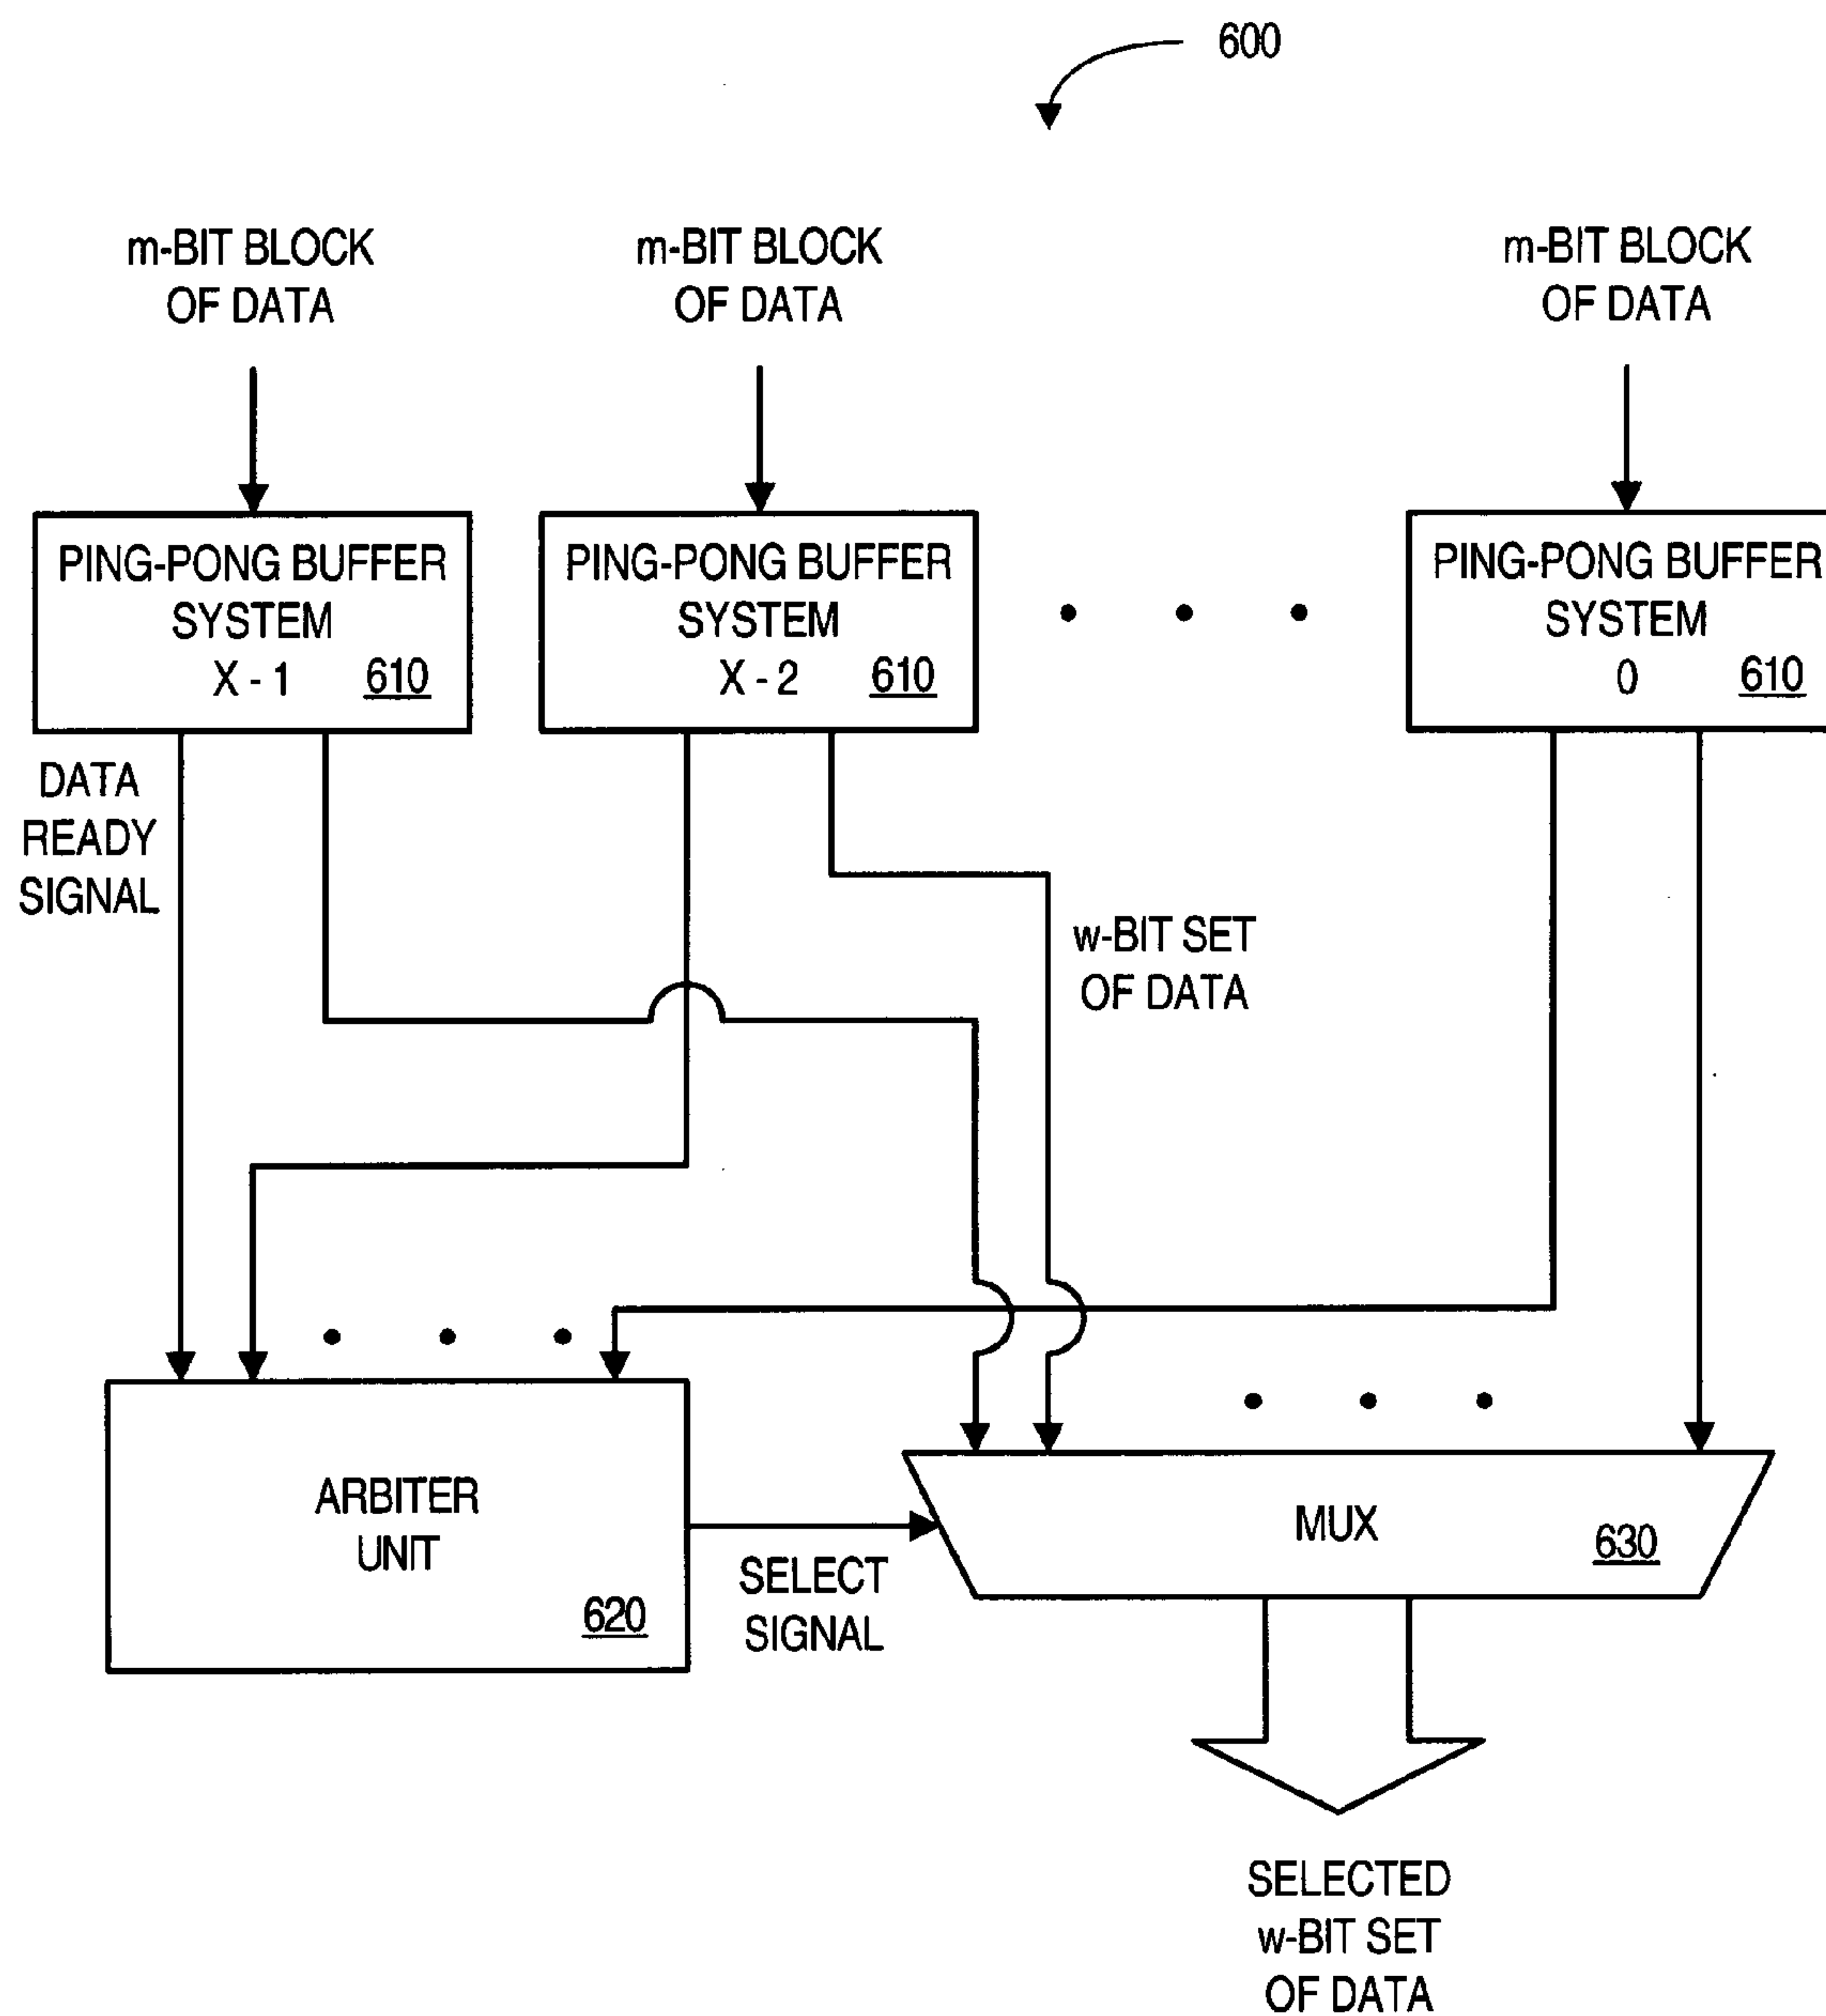 600
m-BIT BLOCK
OF DATA
m-BIT BLOCK
OF DATA
m-BIT BLOCK
OF DATA
PING-PONG BUFFER
SYSTEM
X - 1 610
PING-PONG BUFFER
SYSTEM
X - 2 610
PING-PONG BUFFER
SYSTEM
0 610
DATA
READY
SIGNAL
w-BIT SET
OF DATA
ARBITER
UNIT
620
SELECT
SIGNAL
MUX
630
SELECTED
w-BIT SET
OF DATA